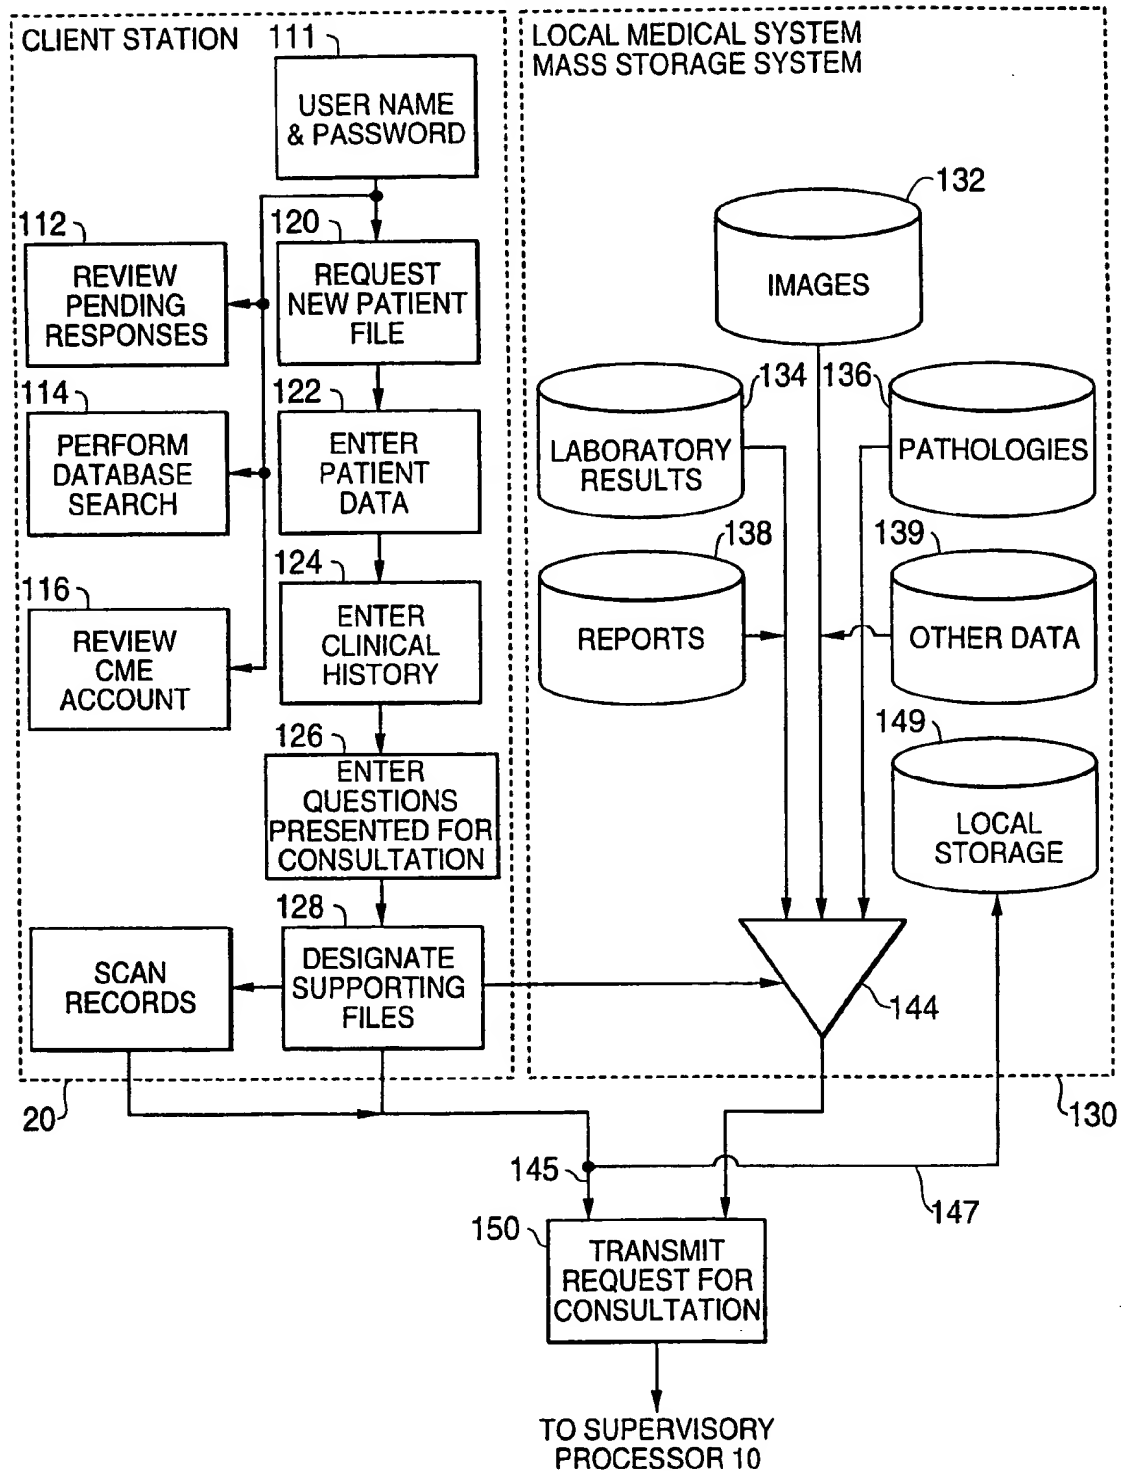 CLIENT STATION
111
USER NAME
& PASSWORD
112
REVIEW
PENDING
RESPONSES
120
REQUEST
NEW PATIENT
FILE
114
PERFORM
DATABASE
SEARCH
122
ENTER
PATIENT
DATA
116
REVIEW
CME
ACCOUNT
124
ENTER
CLINICAL
HISTORY
126
ENTER
QUESTIONS
PRESENTED FOR
CONSULTATION
128
DESIGNATE
SUPPORTING
FILES
SCAN
RECORDS
20
LOCAL MEDICAL SYSTEM
MASS STORAGE SYSTEM
132
IMAGES
134
LABORATORY
RESULTS
136
PATHOLOGIES
138
REPORTS
139
OTHER DATA
149
LOCAL
STORAGE
144
130
145
147
150
TRANSMIT
REQUEST FOR
CONSULTATION
TO SUPERVISORY
PROCESSOR 10